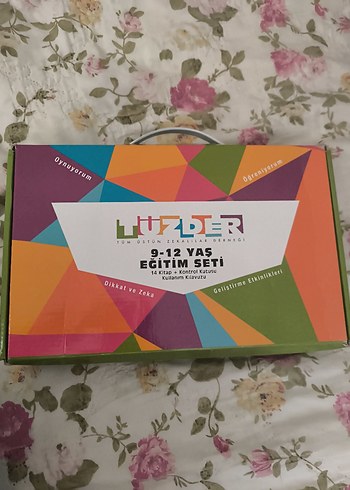 Oynuyorum
Öğreniyorum
TÜZDER
TÜM ÜSTÜN ZEKALILAR DERNEĞİ
9-12 YAŞ
EĞİTİM SETİ
14 Kitap + Kontrol Kutusu
Kullanım Kılavuzu
Dikkat ve Zeka
Geliştirme Etkinlikleri